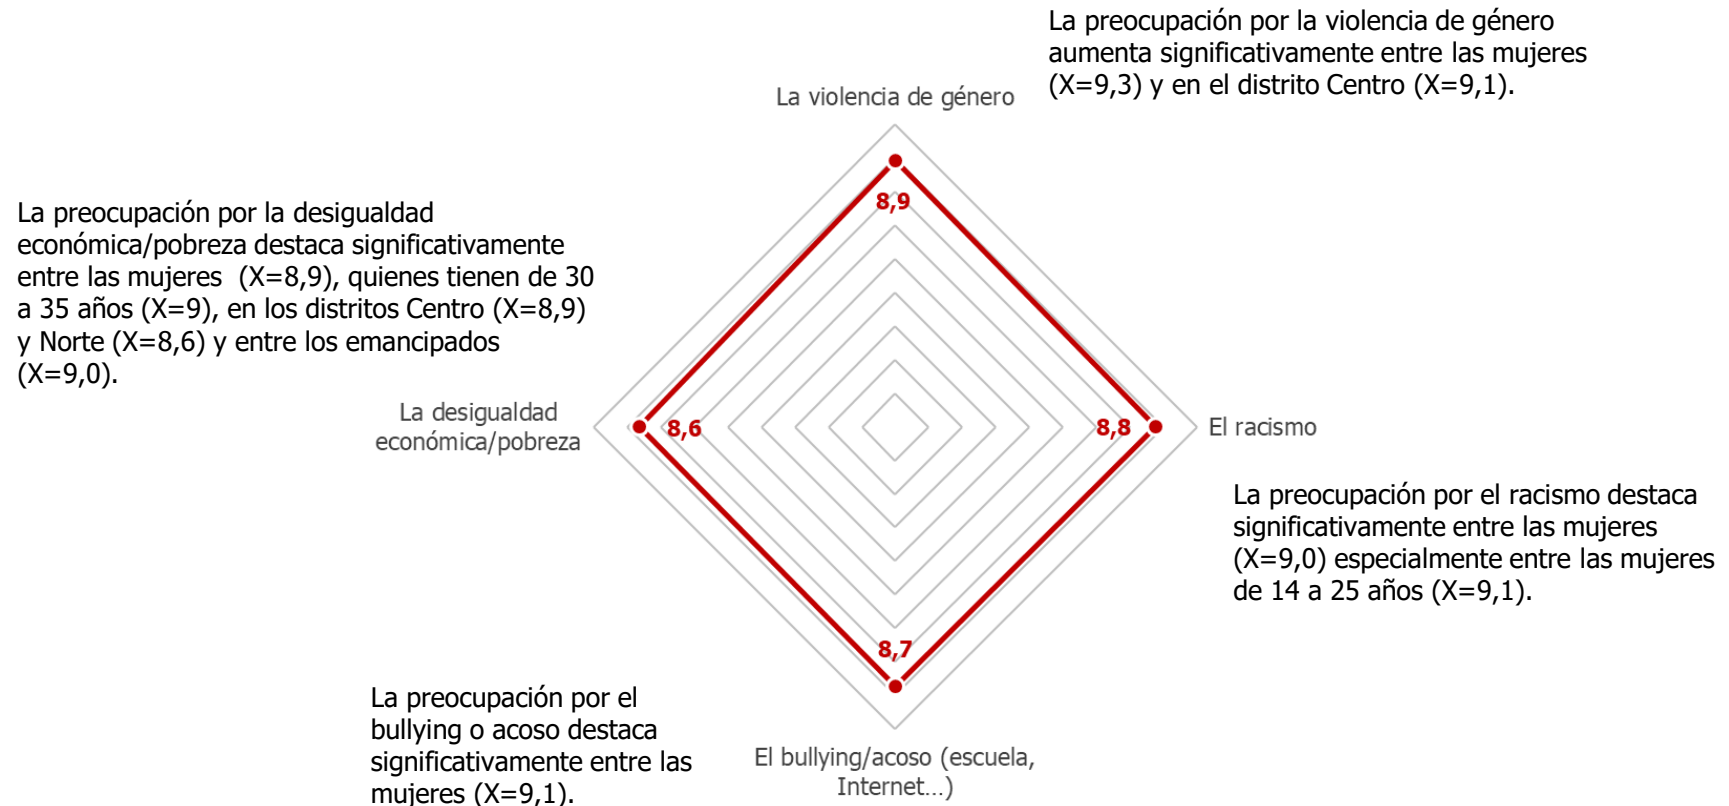 La preocupación por la violencia de género
aumenta significativamente entre las mujeres
(X=9,3) y en el distrito Centro (X=9,1).
La violencia de género
8,9
La preocupación por la desigualdad
económica/pobreza destaca significativamente
entre las mujeres  (X=8,9), quienes tienen de 30
a 35 años (X=9), en los distritos Centro (X=8,9)
y Norte (X=8,6) y entre los emancipados
(X=9,0).
La desigualdad
económica/pobreza
8,6
8,8
El racismo
La preocupación por el racismo destaca
significativamente entre las mujeres
(X=9,0) especialmente entre las mujeres
de 14 a 25 años (X=9,1).
8,7
La preocupación por el
bullying o acoso destaca
significativamente entre las
mujeres (X=9,1).
El bullying/acoso (escuela,
Internet...)